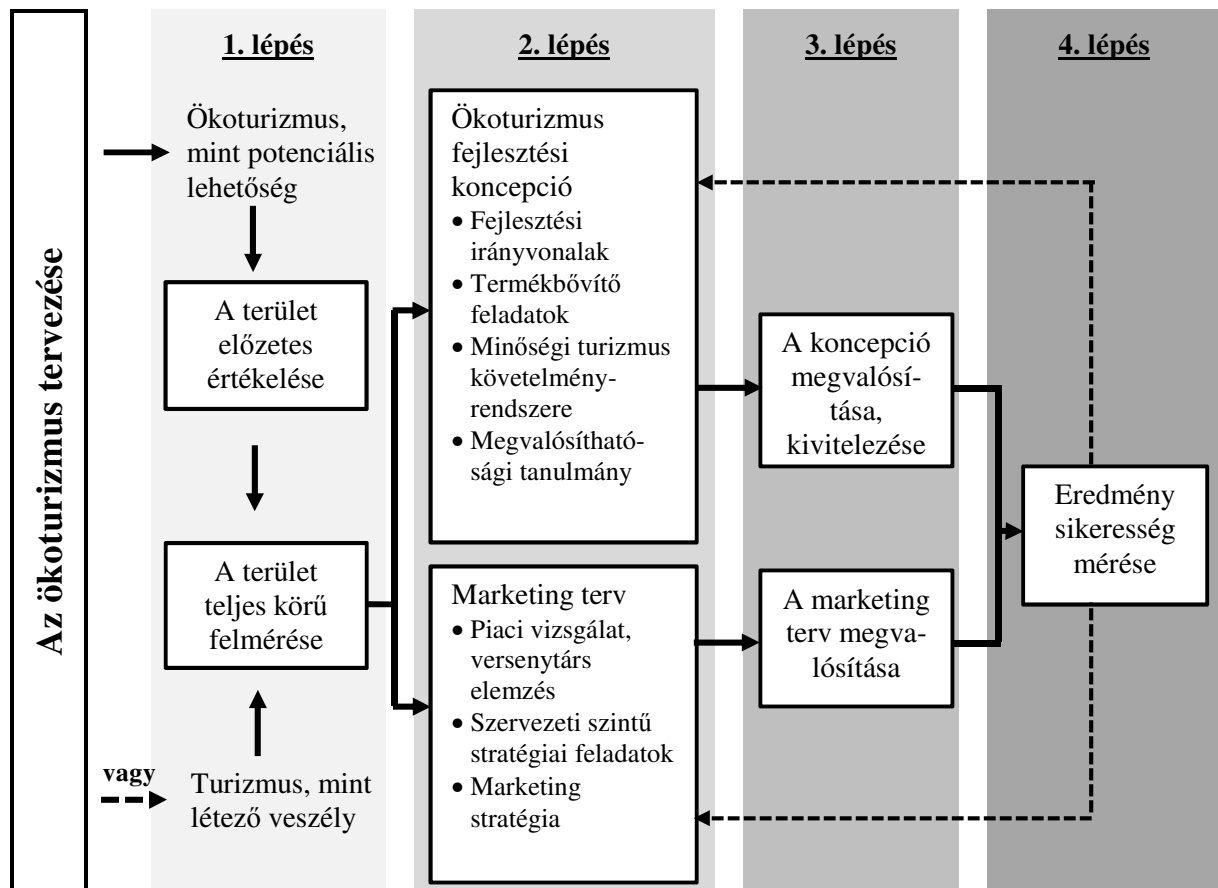 Az ökoturizmus tervezése
1. lépés
Ökoturizmus,
mint potenciális
lehetőség
A terület
előzetes
értékelése
A terület
teljes körű
felmérése
vagy
Turizmus, mint
létező veszély
2. lépés
Ökoturizmus
fejlesztési
koncepció
• Fejlesztési
irányvonalak
• Termékbővítő
feladatok
• Minőségi turizmus
követelmény-
rendszere
• Megvalósítható-
sági tanulmány
Marketing terv
• Piaci vizsgálat,
versenytárs
elemzés
• Szervezeti szintű
stratégiai feladatok
• Marketing
stratégia
3. lépés
A koncepció
megvalósí-
tása,
kivitelezése
A marketing
terv megva-
lósítása
4. lépés
Eredmény
sikeresség
mérése